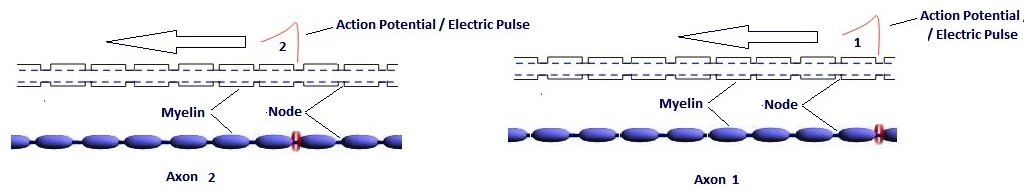 Action Potential / Electric Pulse
2
Myelin
Node
Axon 2
Action Potential /
/ Electric Pulse
1
Myelin
Node
Axon 1